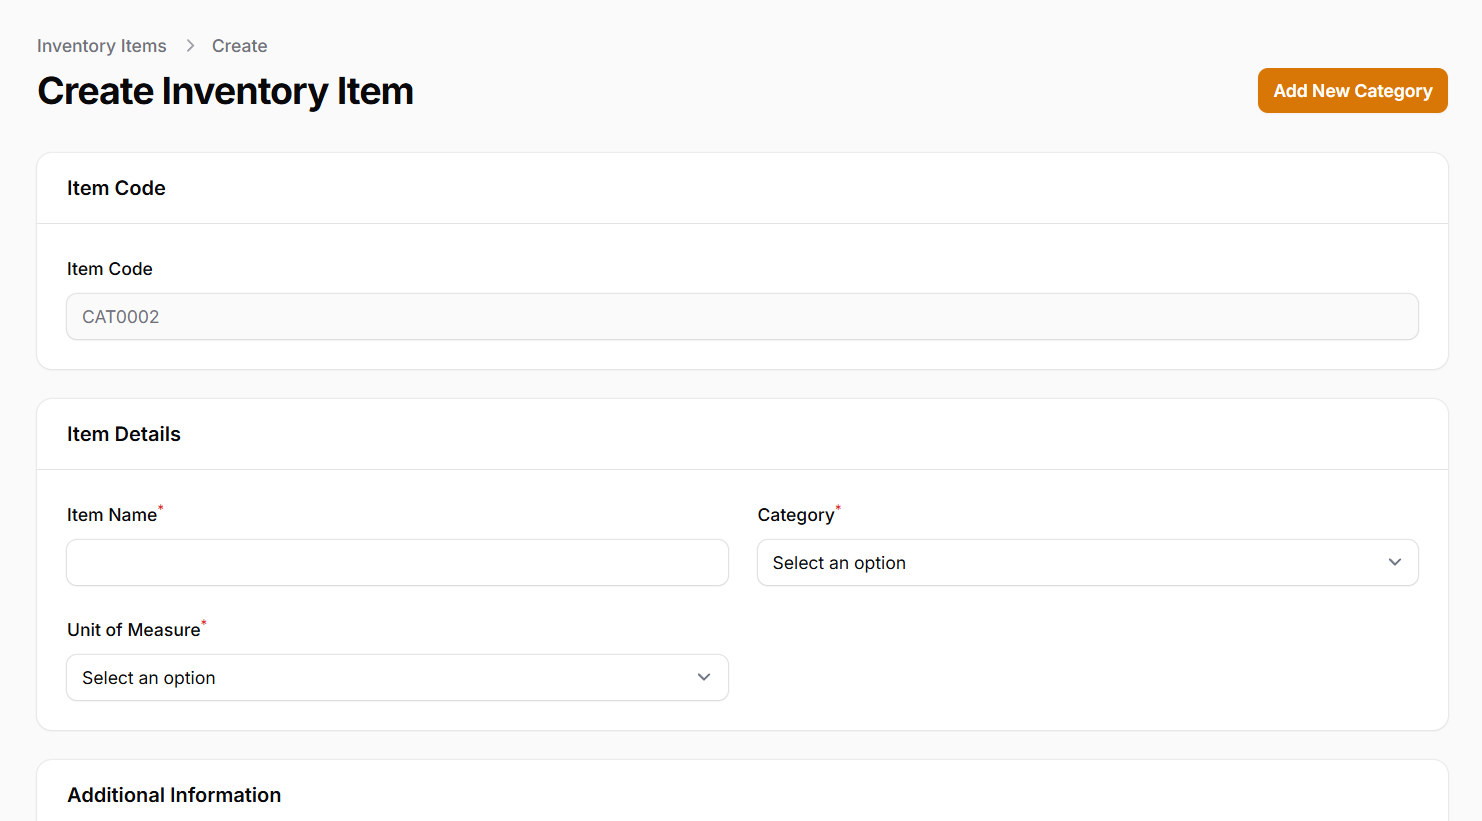 Inventory Items > Create
Create Inventory Item
Add New Category
Item Code
Item Code
CAT0002
Item Details
Item Name*
Category*
Select an option
Unit of Measure*
Select an option
Additional Information